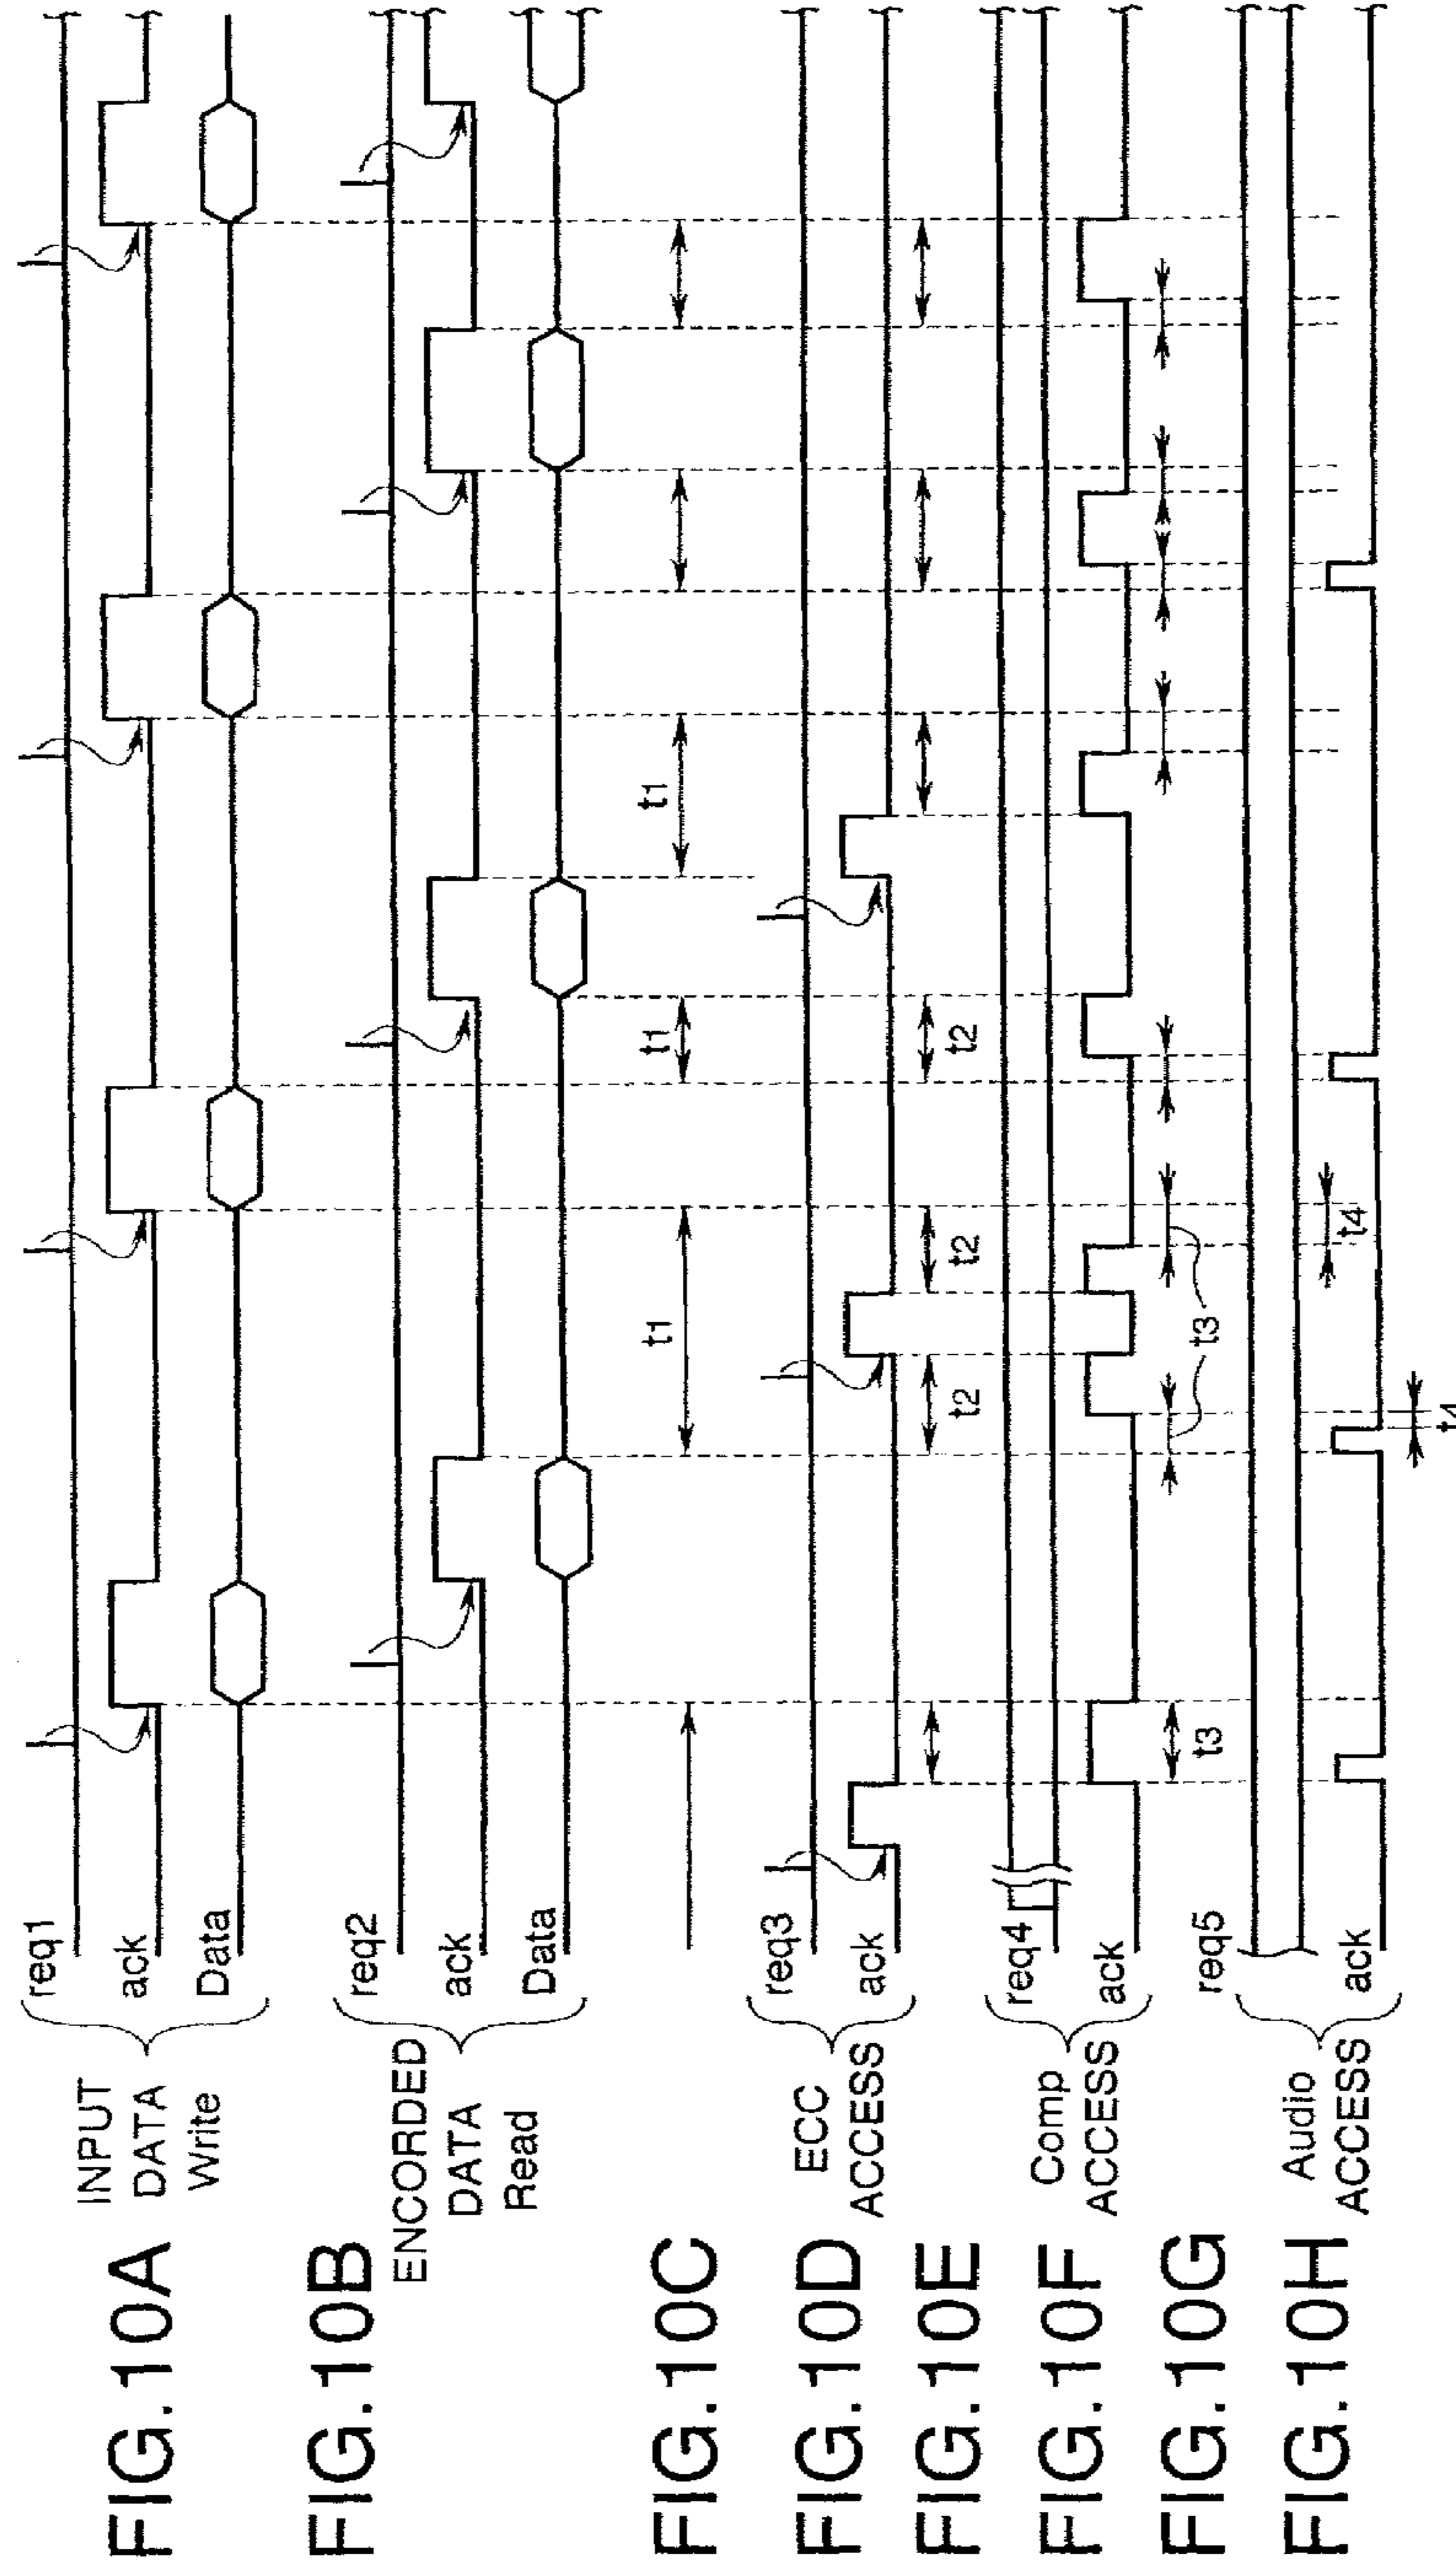 FIG.10A
INPUT
DATA
Write
req1
ack
Data
FIG.10B
ENCORDED
DATA
Read
req2
ack
Data
FIG.10C
t1
t1
t1
FIG.10D
ECC
ACCESS
req3
ack
FIG.10E
t2
t2
t2
FIG.10F
Comp
ACCESS
req4
ack
FIG.10G
t3
t3
FIG.10H
Audio
ACCESS
req5
ack
t4
t4